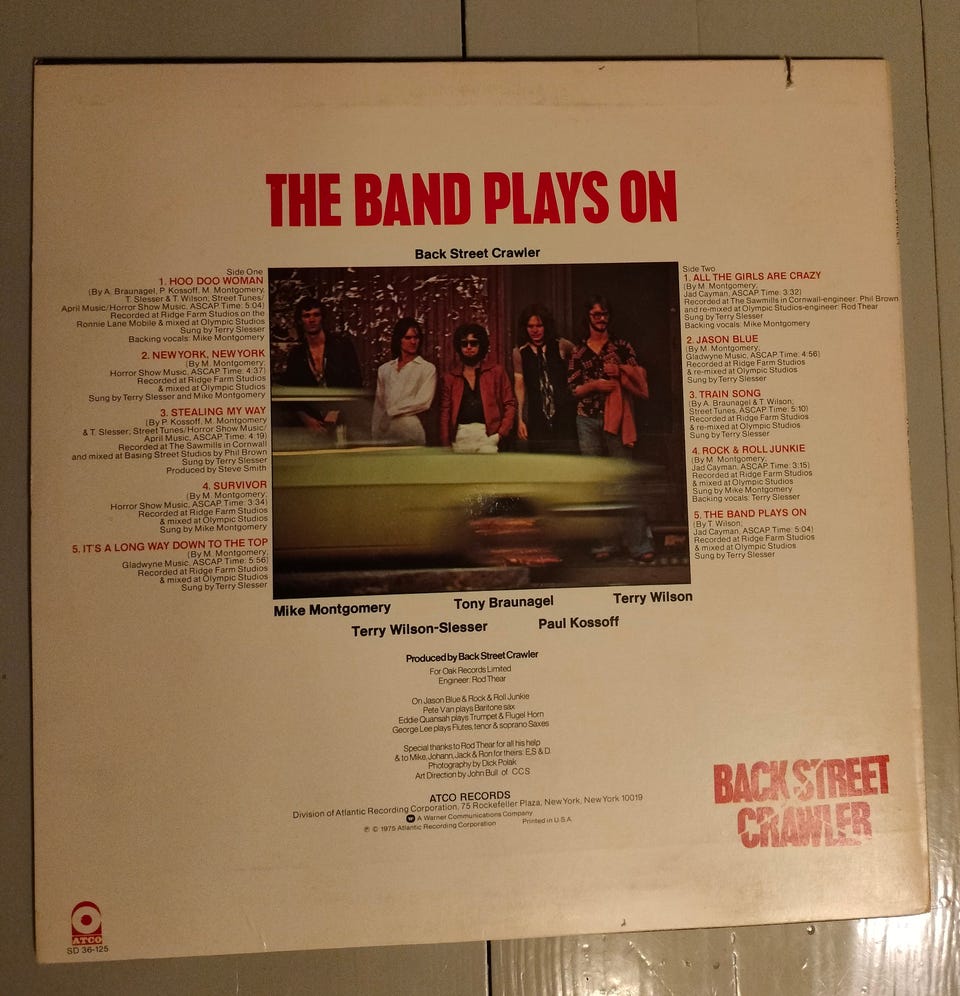 THE BAND PLAYS ON
Back Street Crawler
Side One
1. HOO DOO WOMAN
(By A. Braunagel, P. Kossoff, M. Montgomery,
T. Slesser & T. Wilson; Street Tunes/
April Music/Horror Show Music, ASCAP Time: 5:04)
Recorded at Ridge Farm Studios on the
Ronnie Lane Mobile & mixed at Olympic Studios
Sung by Terry Slesser
Backing vocals: Mike Montgomery
2. NEW YORK, NEW YORK
(By M. Montgomery;
Horror Show Music, ASCAP Time: 4:37)
Recorded at Ridge Farm Studios
& mixed at Olympic Studios
Sung by Terry Slesser and Mike Montgomery
3. STEALING MY WAY
(By P. Kossoff, M. Montgomery
& T. Slesser; Street Tunes/Horror Show Music/
April Music, ASCAP Time: 4:19)
Recorded at The Sawmills in Cornwall
and mixed at Basing Street Studios by Phil Brown
Sung by Terry Slesser
Produced by Steve Smith
4. SURVIVOR
(By M. Montgomery;
Horror Show Music, ASCAP Time: 3:34)
Recorded at Ridge Farm Studios
& mixed at Olympic Studios
Sung by Mike Montgomery
5. IT'S A LONG WAY DOWN TO THE TOP
(By M. Montgomery;
Gladwyne Music, ASCAP Time: 5:56)
Recorded at Ridge Farm Studios
& mixed at Olympic Studios
Sung by Terry Slesser
Side Two
1. ALL THE GIRLS ARE CRAZY
(By M. Montgomery;
Jad Cayman, ASCAP Time: 3:32)
Recorded at The Sawmills in Cornwall-engineer: Phil Brown
and re-mixed at Olympic Studios-engineer: Rod Thear
Sung by Terry Slesser
Backing vocals: Mike Montgomery
2. JASON BLUE
(By M. Montgomery;
Gladwyne Music, ASCAP Time: 4:56)
Recorded at Ridge Farm Studios
& re-mixed at Olympic Studios
Sung by Terry Slesser
3. TRAIN SONG
(By A. Braunagel & T. Wilson;
Street Tunes, ASCAP Time: 5:10)
Recorded at Ridge Farm Studios
& re-mixed at Olympic Studios
Sung by Terry Slesser
4. ROCK & ROLL JUNKIE
(By M. Montgomery;
Jad Cayman, ASCAP Time: 3:15)
Recorded at Ridge Farm Studios
& mixed at Olympic Studios
Sung by Mike Montgomery
Backing vocals: Terry Slesser
5. THE BAND PLAYS ON
(By T. Wilson;
Jad Cayman, ASCAP Time: 5:04)
Recorded at Ridge Farm Studios
& mixed at Olympic Studios
Sung by Terry Slesser
Mike Montgomery Tony Braunagel Terry Wilson
Terry Wilson-Slesser Paul Kossoff
Produced by Back Street Crawler
For Oak Records Limited
Engineer: Rod Thear
On Jason Blue & Rock & Roll Junkie
Pete Van plays Baritone sax
Eddie Quansah plays Trumpet & Flugel Horn
George Lee plays Flutes, tenor & soprano Saxes
Special thanks to Rod Thear for all his help
& to Mike, Johann, Jack & Ron for theirs: E,S & D
Photography by Dick Polak
Art Direction by John Bull of CCS
ATCO RECORDS
Division of Atlantic Recording Corporation, 75 Rockefeller Plaza, New York, New York 10019
A Warner Communications Company
℗ © 1975 Atlantic Recording Corporation Printed in U.S.A
BACK STREET
CRAWLER
ATCO
SD 36-125